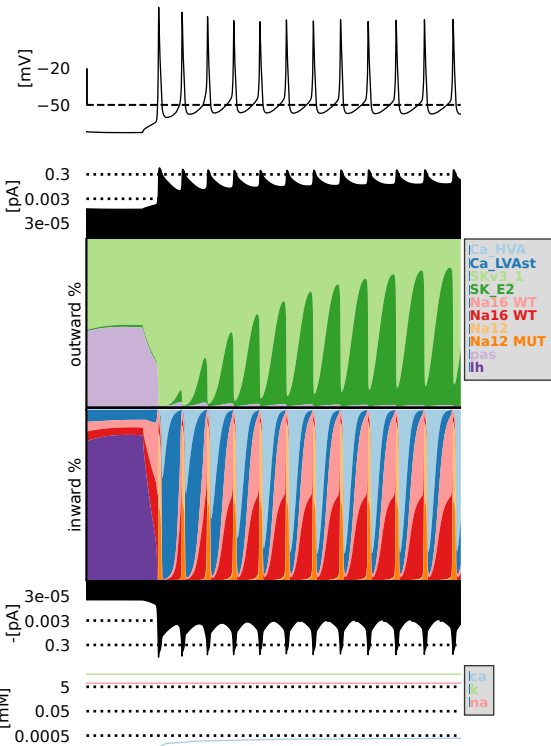 [mV]
−20
−50
[pA]
0.3
0.003
3e-05
outward %
Ca_HVA
Ca_LVAst
SKv3_1
SK_E2
Na16 WT
Na16 WT
Na12
Na12 MUT
pas
Ih
inward %
-[pA]
3e-05
0.003
0.3
[mM]
5
0.05
0.0005
ca
k
na